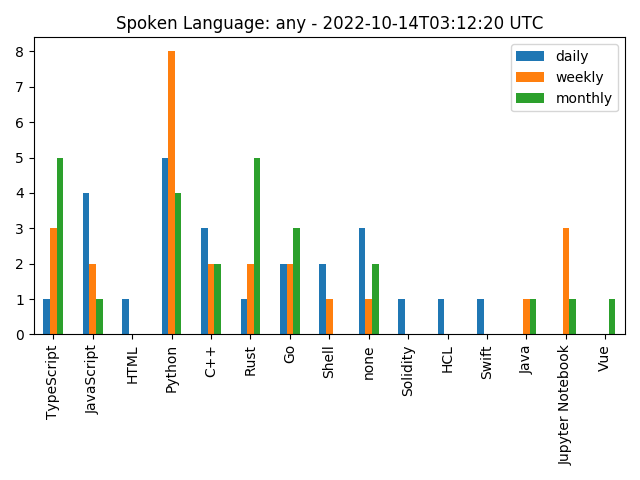 Spoken Language: any - 2022-10-14T03:12:20 UTC
daily
weekly
monthly
8
7
6
5
4
3
2
1
0
TypeScript
JavaScript
HTML
Python
C++
Rust
Go
Shell
none
Solidity
HCL
Swift
Java
Jupyter Notebook
Vue